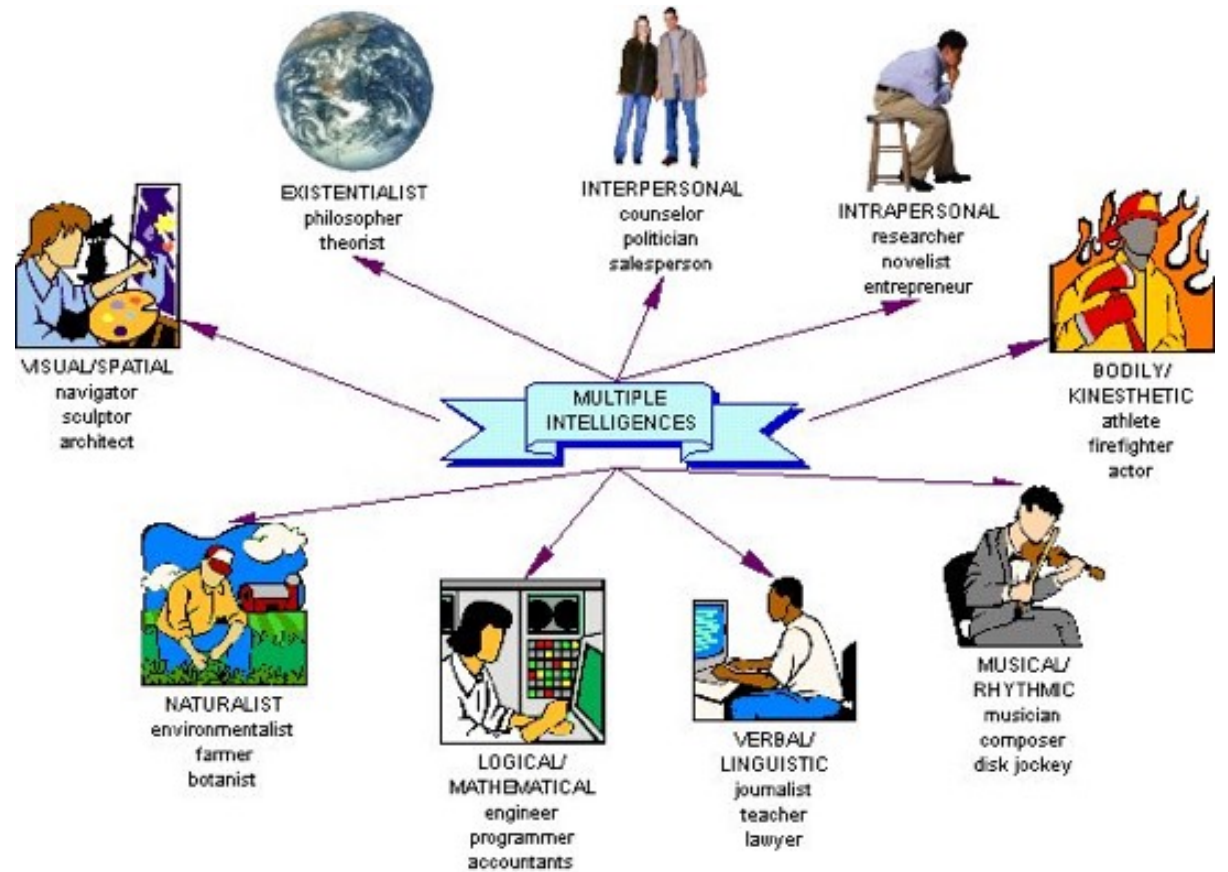 EXISTENTIALIST
philosopher
theorist
INTERPERSONAL
counselor
politician
salesperson
INTRAPERSONAL
researcher
novelist
entrepreneur
VISUAL/SPATIAL
navigator
sculptor
architect
MULTIPLE
INTELLIGENCES
BODILY/
KINESTHETIC
athlete
firefighter
actor
NATURALIST
environmentalist
farmer
botanist
LOGICAL/
MATHEMATICAL
engineer
programmer
accountants
VERBAL/
LINGUISTIC
journalist
teacher
lawyer
MUSICAL/
RHYTHMIC
musician
composer
disk jockey